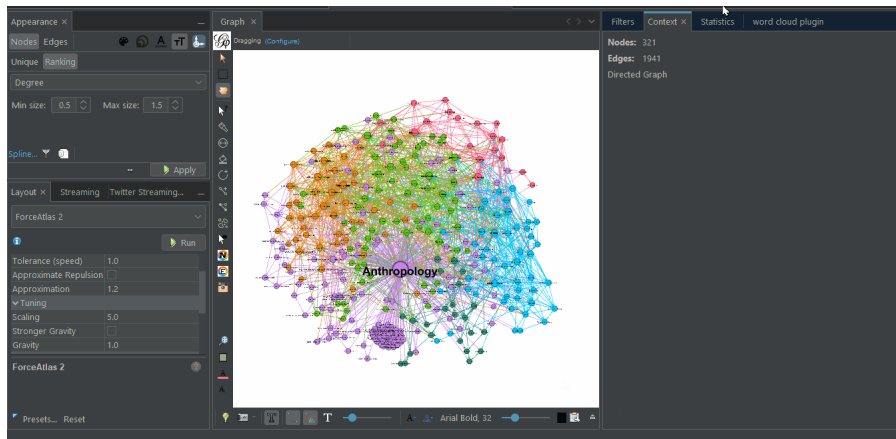 Appearance ×
Nodes Edges
Unique Ranking
Degree
Min size: 0.5 Max size: 1.5
Spline...
Apply
Layout × Streaming Twitter Streaming...
ForceAtlas 2
Run
Tolerance (speed) 1.0
Approximate Repulsion
Approximation 1.2
Tuning
Scaling 5.0
Stronger Gravity
Gravity 1.0
ForceAtlas 2
Presets... Reset
Graph ×
Dragging (Configure)
Anthropology
T Arial Bold, 32
Filters Context × Statistics word cloud plugin
Nodes: 321
Edges: 1941
Directed Graph